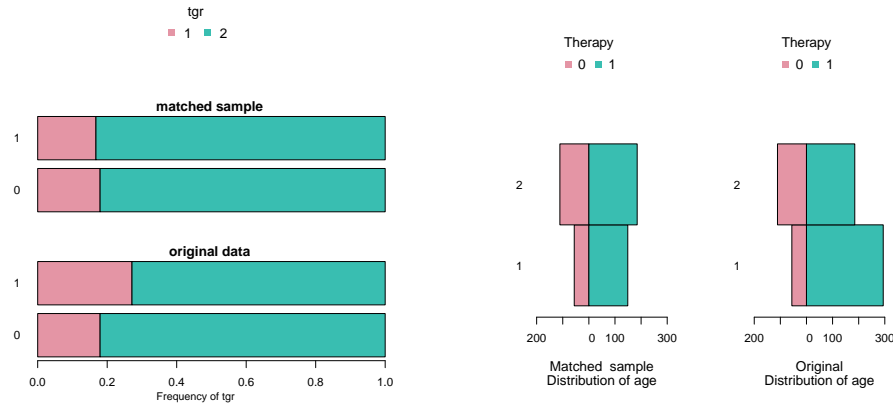 tgr
1 2
matched sample
1
0
original data
1
0
0.0 0.2 0.4 0.6 0.8 1.0
Frequency of tgr
Therapy
0 1
2
1
200 0 100 300
Matched sample
Distribution of age
Therapy
0 1
2
1
200 0 100 300
Original
Distribution of age